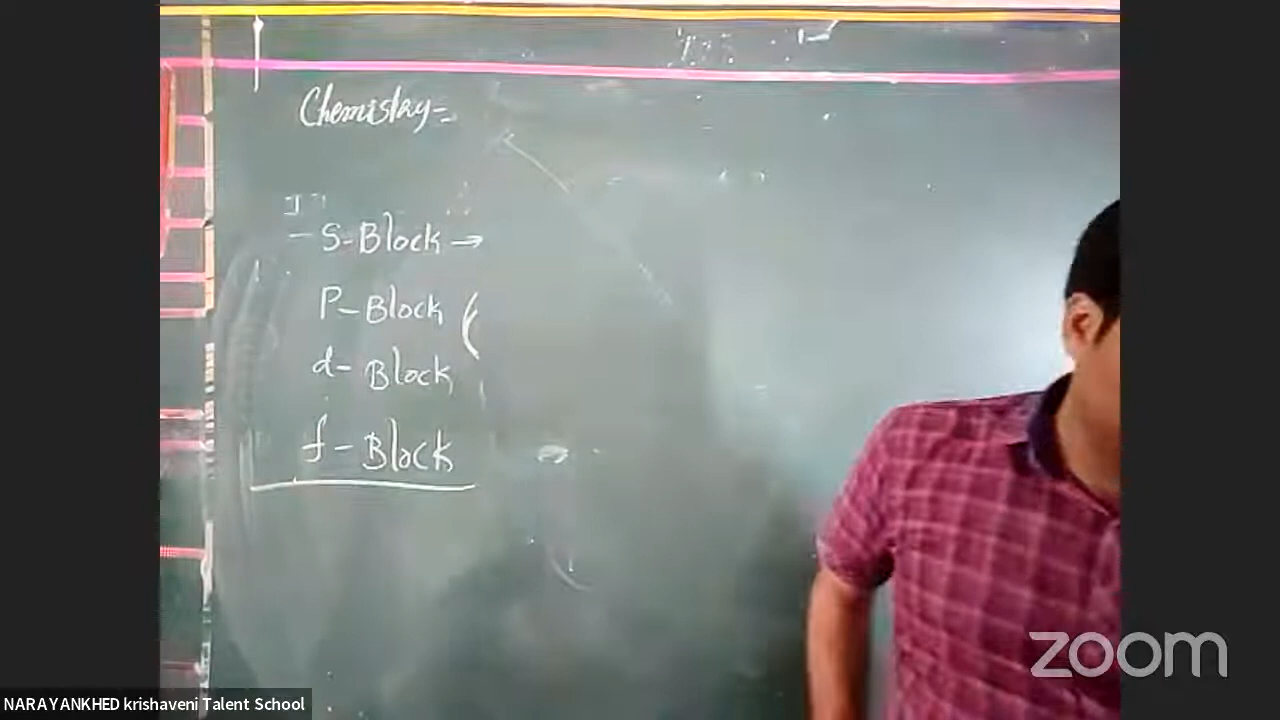 Chemistry-
- S-Block →
P-Block (
d-Block
f-Block
zoom
NARAYANKHED krishaveni Talent School